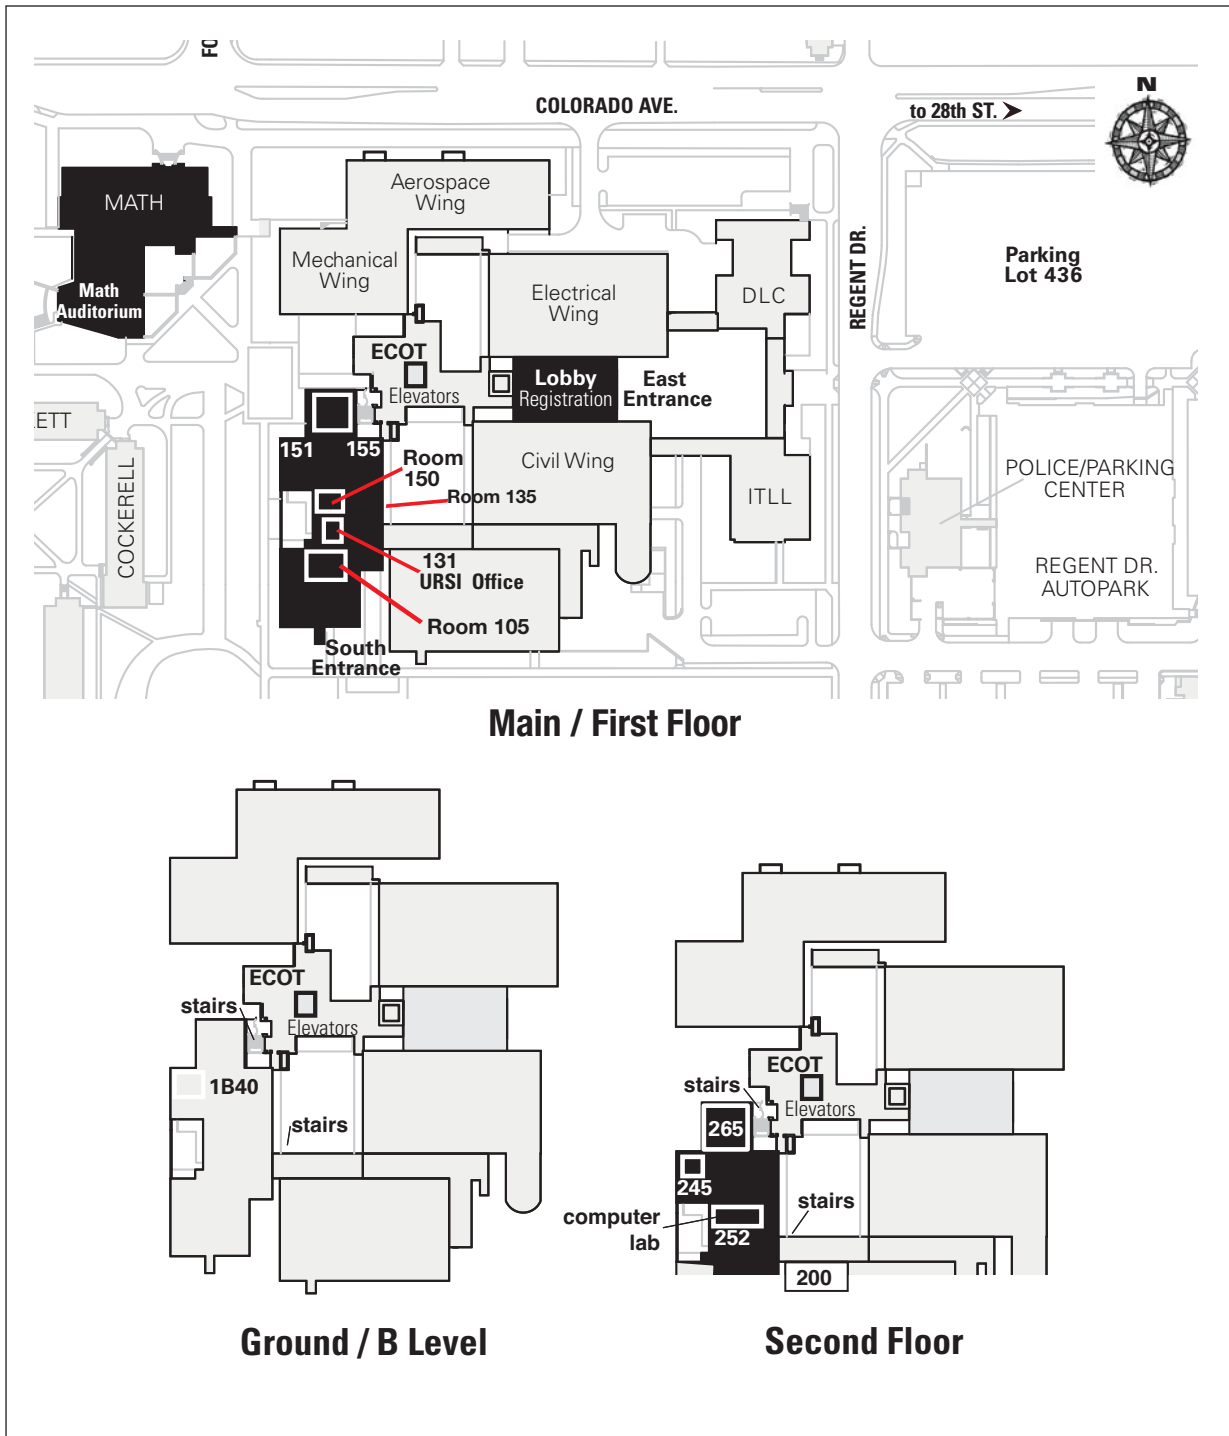 FO
COLORADO AVE.
to 28th ST.
N
MATH
Math
Auditorium
Aerospace
Wing
Mechanical
Wing
Electrical
Wing
DLC
REGENT DR.
Parking
Lot 436
ECOT
Elevators
Lobby
Registration
East
Entrance
LETT
COCKERELL
151
155
Room
150
Room 135
Civil Wing
ITLL
POLICE/PARKING
CENTER
131
URSI Office
REGENT DR.
AUTOPARK
Room 105
South
Entrance
Main / First Floor
ECOT
stairs
Elevators
1B40
stairs
Ground / B Level
ECOT
stairs
Elevators
265
245
stairs
computer
lab
252
200
Second Floor